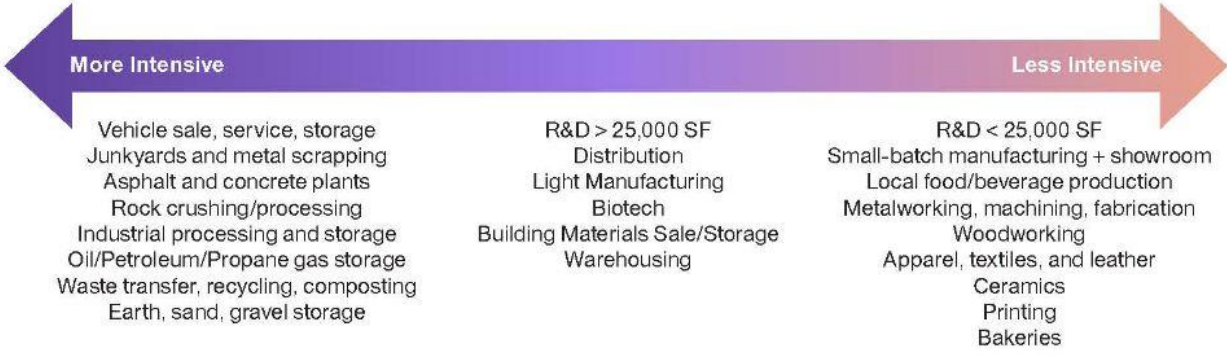 More Intensive
Less Intensive
Vehicle sale, service, storage
Junkyards and metal scrapping
Asphalt and concrete plants
Rock crushing/processing
Industrial processing and storage
Oil/Petroleum/Propane gas storage
Waste transfer, recycling, composting
Earth, sand, gravel storage
R&D > 25,000 SF
Distribution
Light Manufacturing
Biotech
Building Materials Sale/Storage
Warehousing
R&D < 25,000 SF
Small-batch manufacturing + showroom
Local food/beverage production
Metalworking, machining, fabrication
Woodworking
Apparel, textiles, and leather
Ceramics
Printing
Bakeries